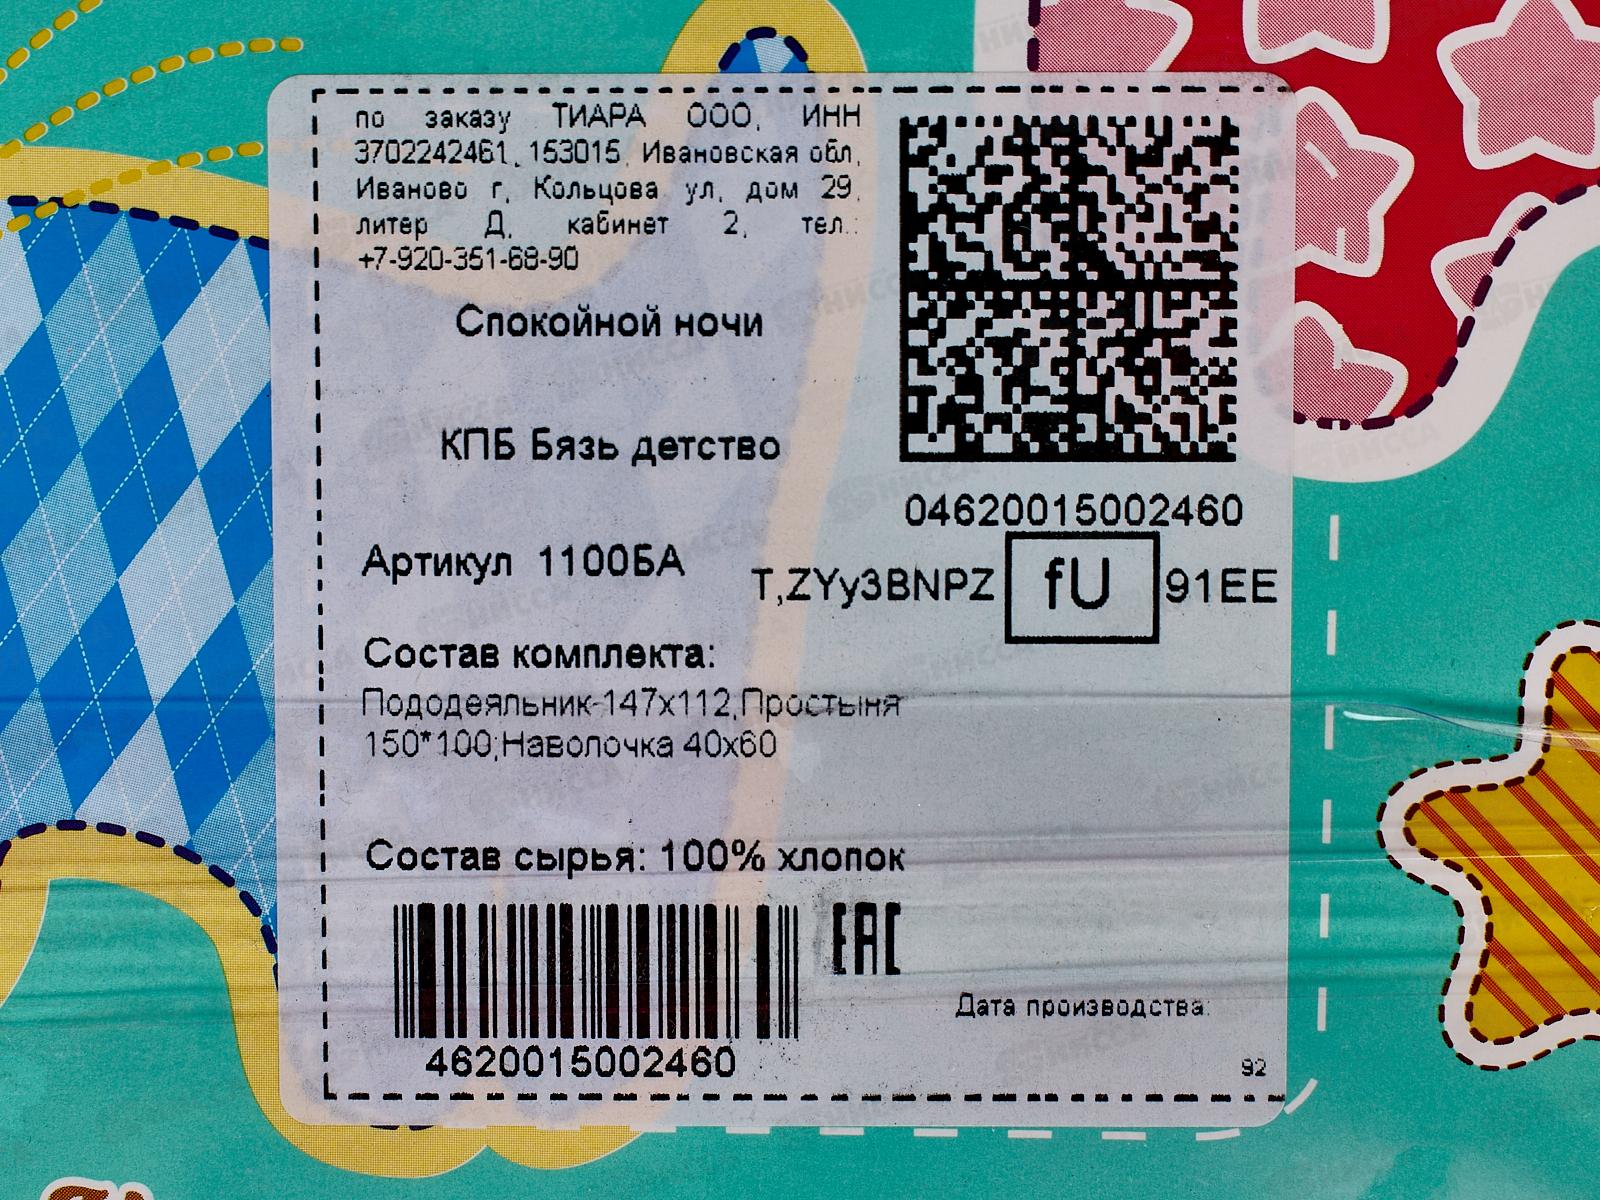 по заказу ТИАРА ООО, ИНН
3702242461, 153015, Ивановская обл,
Иваново г, Кольцова ул, дом 29,
литер Д, кабинет 2, тел.:
+7-920-351-68-90
Спокойной ночи
КПБ Бязь детство
04620015002460
Артикул 1100БА
T,ZYy3BNPZ fU 91EE
Состав комплекта:
Пододеяльник-147х112,Простыня
150*100;Наволочка 40х60
Состав сырья: 100% хлопок
EAC
Дата производства:
4620015002460
92